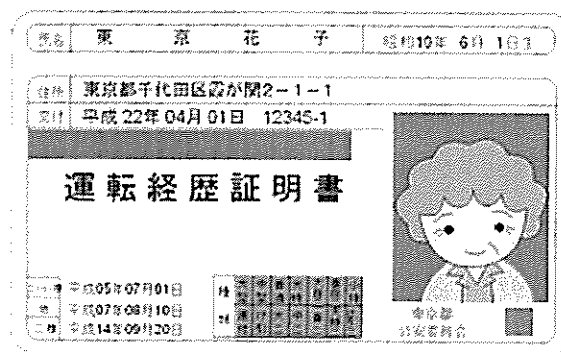 氏名 東 京 花 子 昭和19年 6月 1日
住所 東京都千代田区霞が関2-1-1
交付 平成 22年 04月 01日 12345-1
運転経歴証明書
平成05年07月01日
他 平成07年08月10日
二種 平成14年09月20日
東京都
公安委員会